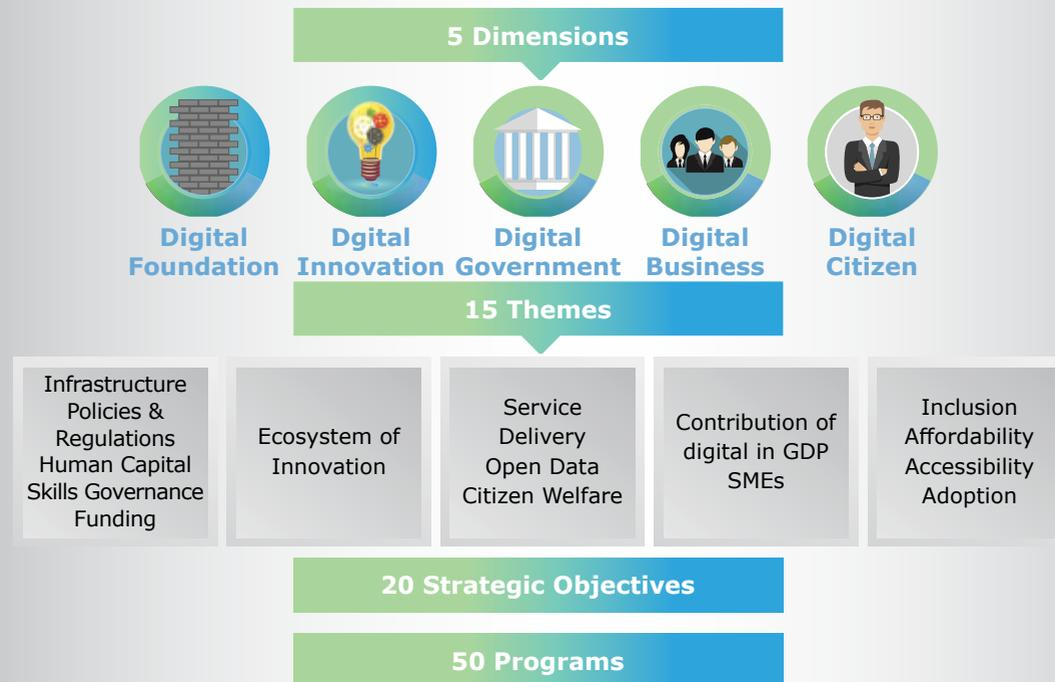 5 Dimensions
Digital
Foundation
Dgital
Innovation
Digital
Government
Digital
Business
Digital
Citizen
15 Themes
Infrastructure
Policies &
Regulations
Human Capital
Skills Governance
Funding
Ecosystem of
Innovation
Service
Delivery
Open Data
Citizen Welfare
Contribution of
digital in GDP
SMEs
Inclusion
Affordability
Accessibility
Adoption
20 Strategic Objectives
50 Programs